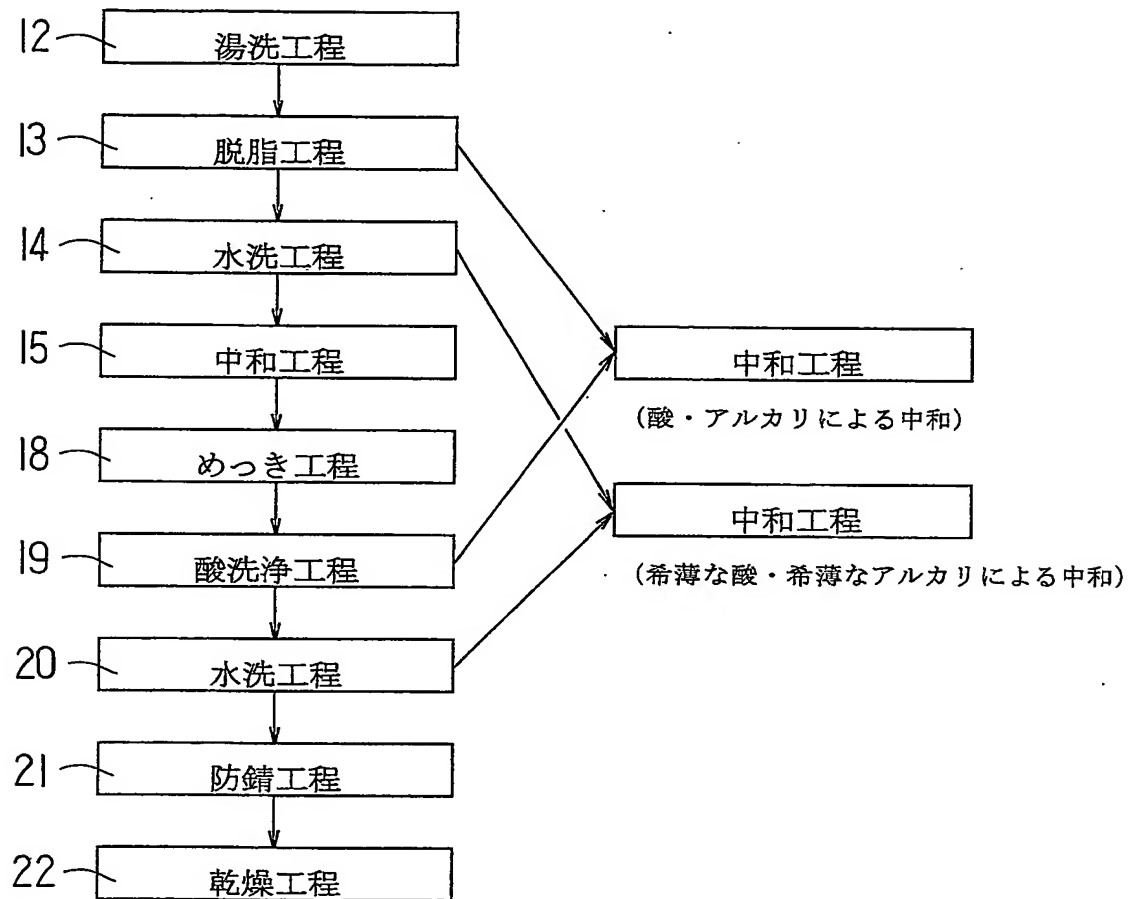 12 湯洗工程
13 脱脂工程
14 水洗工程
15 中和工程
中和工程
(酸・アルカリによる中和)
18 めっき工程
中和工程
19 酸洗浄工程
(希薄な酸・希薄なアルカリによる中和)
20 水洗工程
21 防錆工程
22 乾燥工程